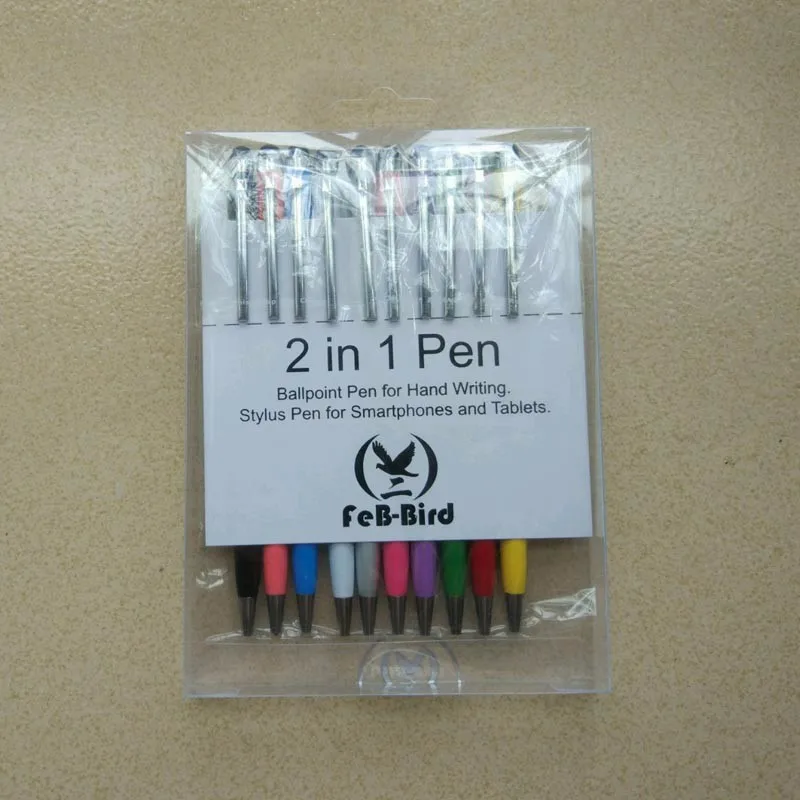 2 in 1 Pen
Ballpoint Pen for Hand Writing.
Stylus Pen for Smartphones and Tablets.
FeB-Bird